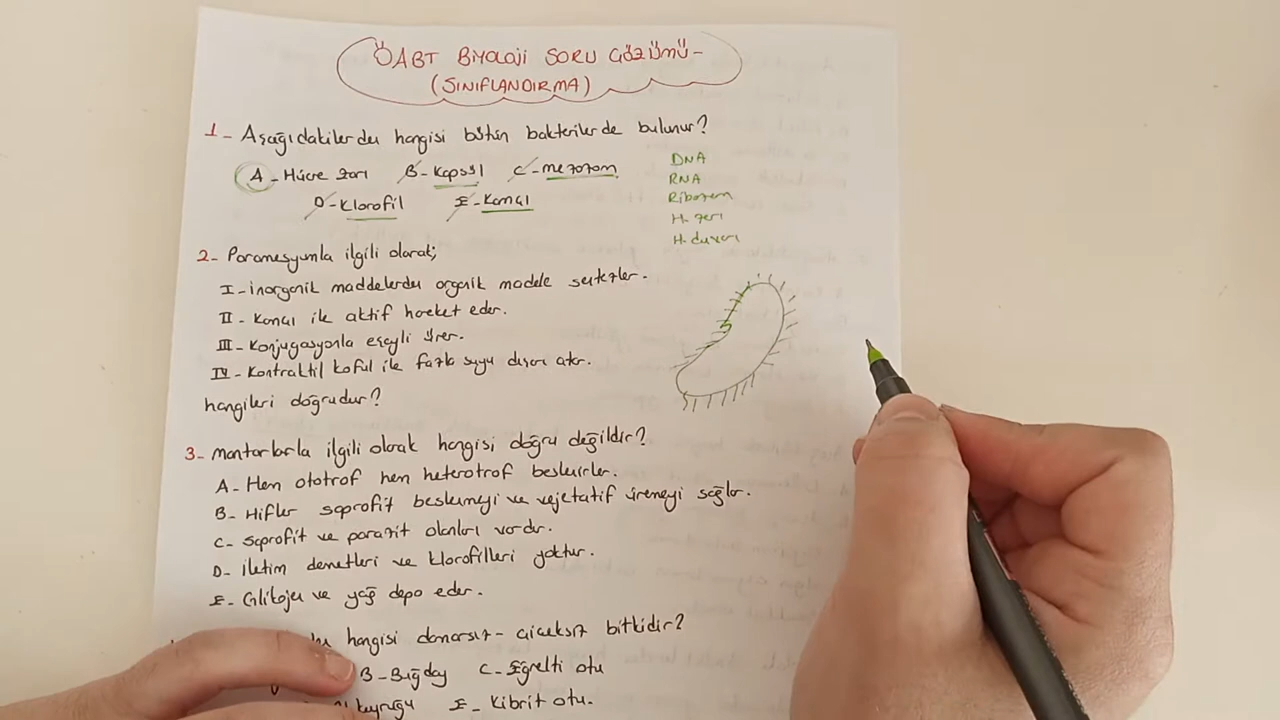 ÖABT BİYOLOJİ SORU ÇÖZÜMÜ-
(SINIFLANDIRMA)
1- Aşağıdakilerden hangisi bütün bakterilerde bulunur?
A- Hücre zarı B- Kapsül C- mezozom
D- Klorofil E- Kamçı
DNA
RNA
Ribozom
H. zarı
H. duvarı
2- Paramesyumla ilgili olarak;
I- inorganik maddelerden organik madde sentezler.
II- Kamçı ile aktif hareket eder.
III- Konjugasyonla eşeyli ürer.
IV- Kontraktil koful ile fazla suyu dışarı atar.
hangileri doğrudur?
3- Mantarlarla ilgili olarak hangisi doğru değildir?
A- Hem ototrof hem heterotrof beslenirler.
B- Hifler saprofit beslenmeyi ve vejetatif üremeyi sağlar.
C- Saprofit ve parazit olanları vardır.
D- İletim demetleri ve klorofilleri yoktur.
E- Glikojen ve yağ depo eder.
hangisi damarsız- çiçeksiz bitkidir?
B- Buğday C- Eğrelti otu
kuyruğu E- Kibrit otu.